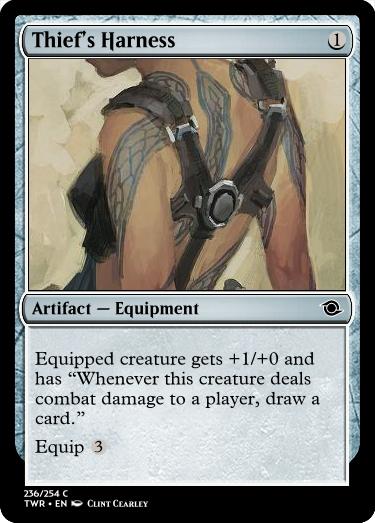 Thief's Harness 1
Artifact — Equipment
Equipped creature gets +1/+0 and
has “Whenever this creature deals
combat damage to a player, draw a
card.”
Equip 3
236/254 C
TWR • EN Clint Cearley